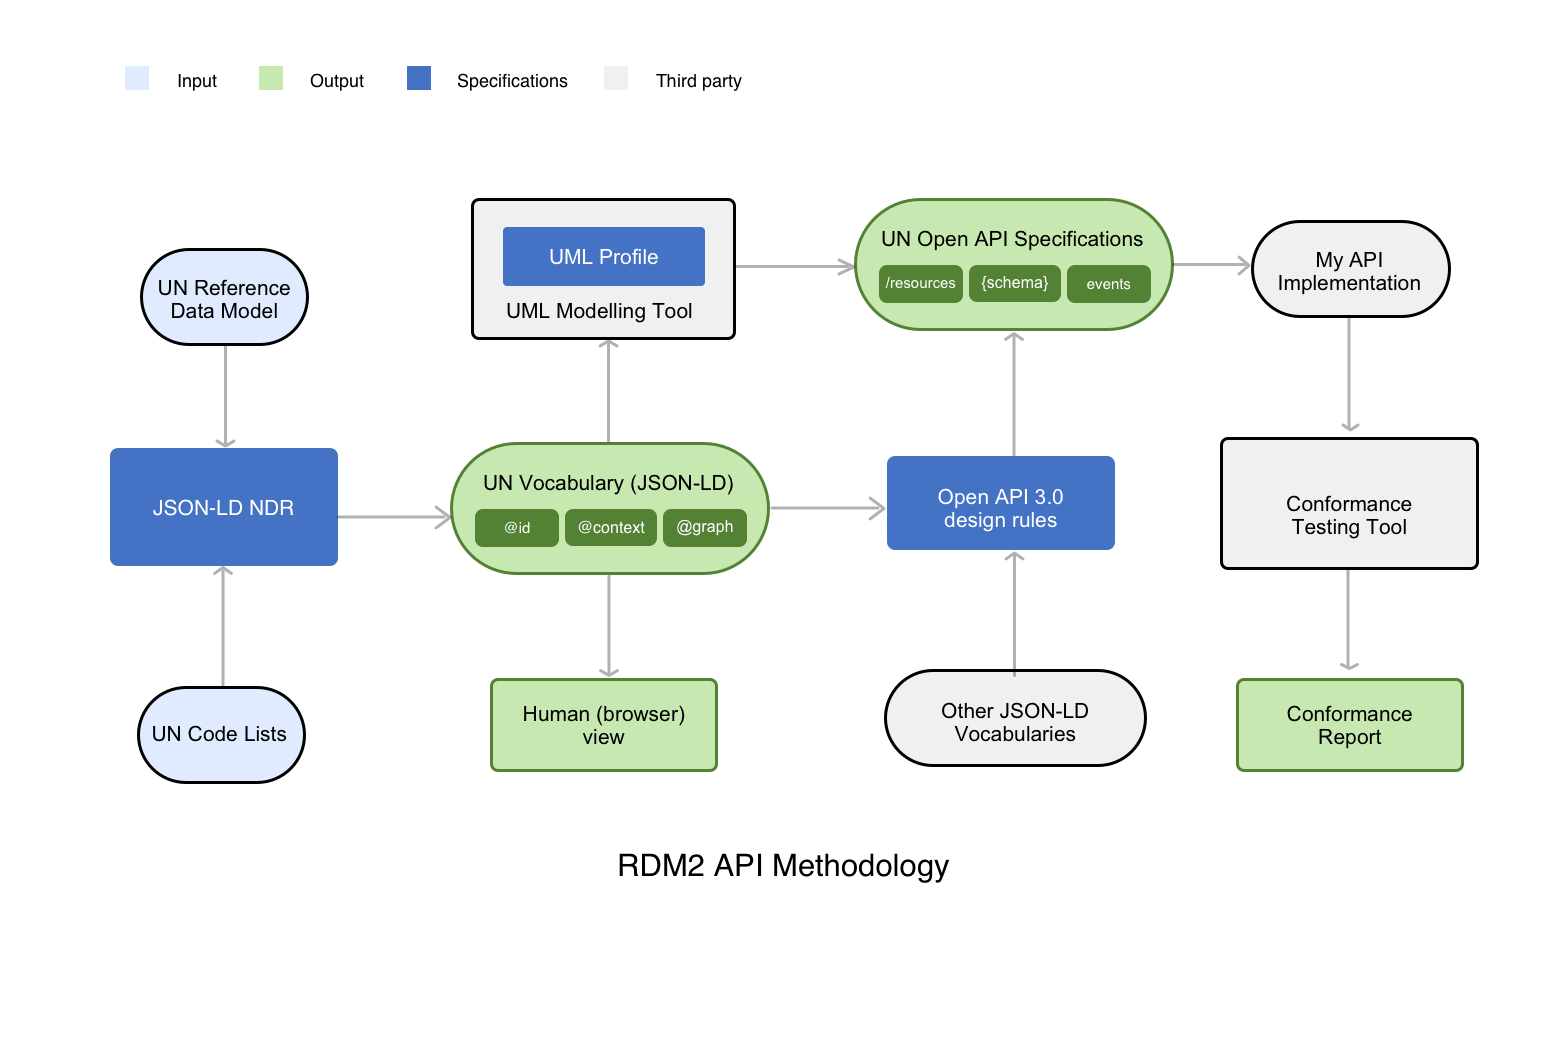 Input
Output
Specifications
Third party
UN Reference
Data Model
UML Profile
UML Modelling Tool
UN Open API Specifications
/resources
{schema}
events
My API
Implementation
JSON-LD NDR
UN Vocabulary (JSON-LD)
@id
@context
@graph
Open API 3.0
design rules
Conformance
Testing Tool
UN Code Lists
Human (browser)
view
Other JSON-LD
Vocabularies
Conformance
Report
RDM2 API Methodology